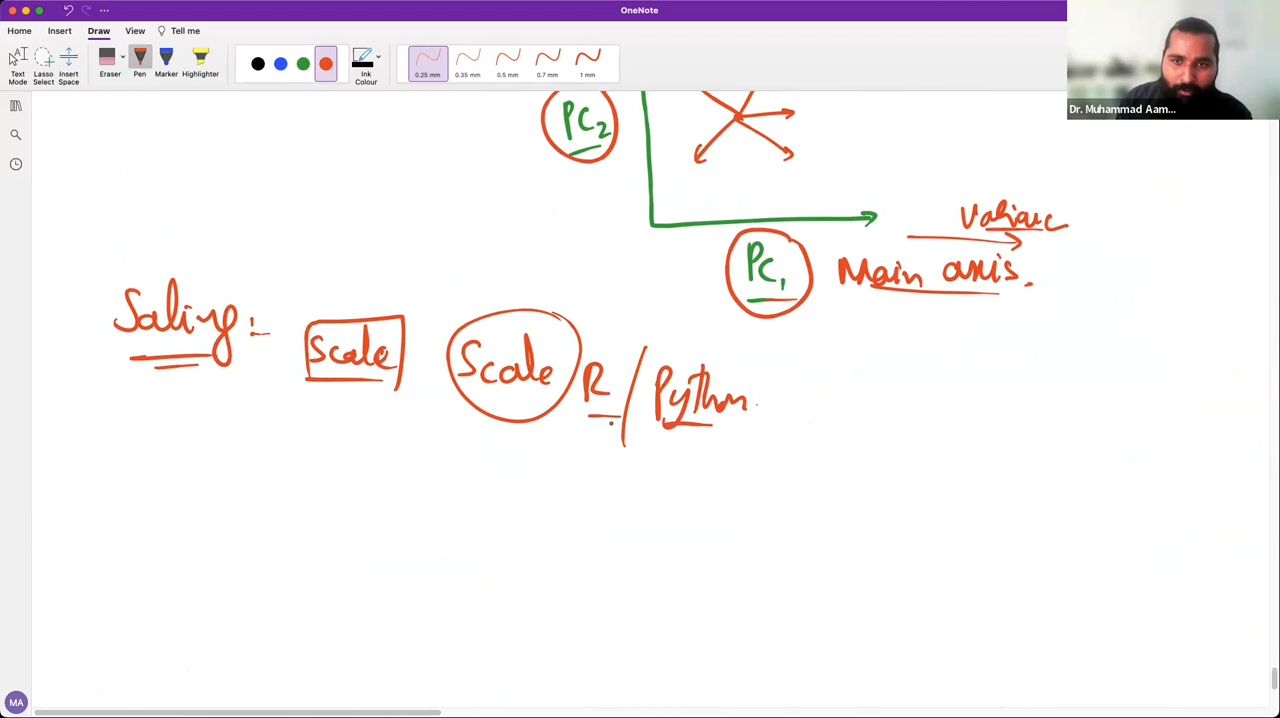 OneNote
Home Insert Draw View Tell me
Text Mode
Lasso Select
Insert Space
Eraser
Pen
Marker
Highlighter
Ink Colour
0.25 mm
0.35 mm
0.5 mm
0.7 mm
1 mm
Dr. Muhammad Aam...
PC2
PC1
Main axis.
Scale
Scale R / Python
MA